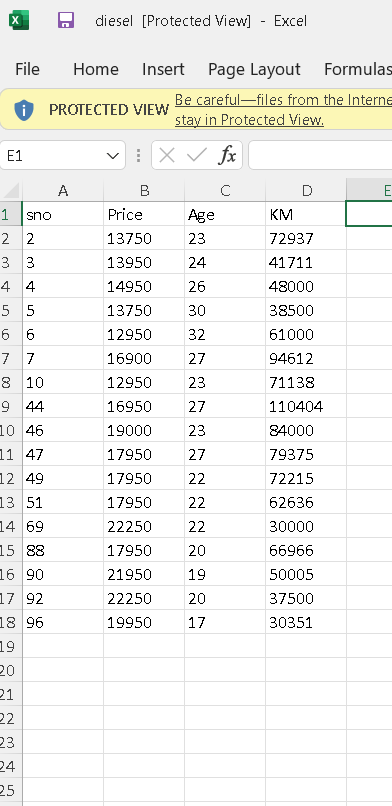 diesel [Protected View] - Excel
File Home Insert Page Layout Formulas
PROTECTED VIEW Be careful—files from the Interne
stay in Protected View.
E1 fx
A B C D E
1 sno Price Age KM
2 2 13750 23 72937
3 3 13950 24 41711
4 4 14950 26 48000
5 5 13750 30 38500
6 6 12950 32 61000
7 7 16900 27 94612
8 10 12950 23 71138
9 44 16950 27 110404
10 46 19000 23 84000
11 47 17950 27 79375
12 49 17950 22 72215
13 51 17950 22 62636
14 69 22250 22 30000
15 88 17950 20 66966
16 90 21950 19 50005
17 92 22250 20 37500
18 96 19950 17 30351
19
20
21
22
23
24
25